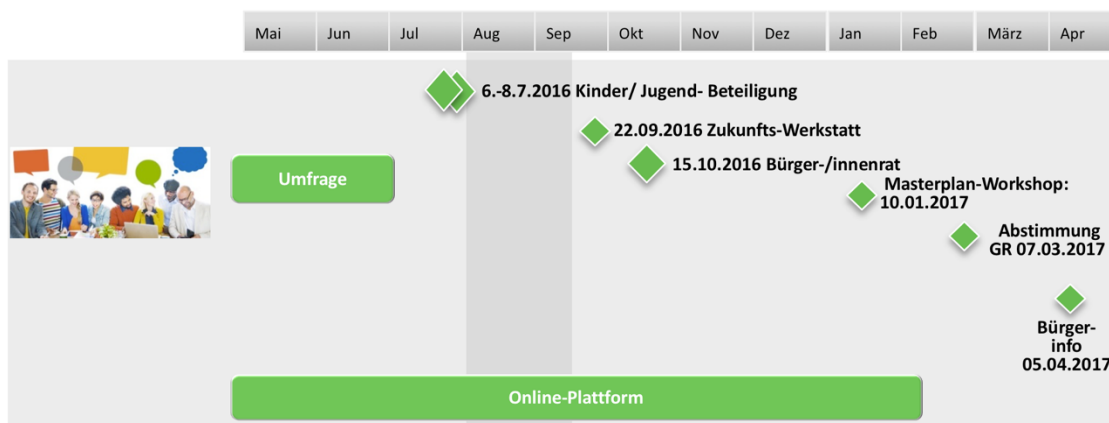 Mai Jun Jul Aug Sep Okt Nov Dez Jan Feb März Apr
6.-8.7.2016 Kinder/ Jugend- Beteiligung
22.09.2016 Zukunfts-Werkstatt
15.10.2016 Bürger-/innenrat
Umfrage
Masterplan-Workshop:
10.01.2017
Abstimmung
GR 07.03.2017
Bürger-
info
05.04.2017
Online-Plattform